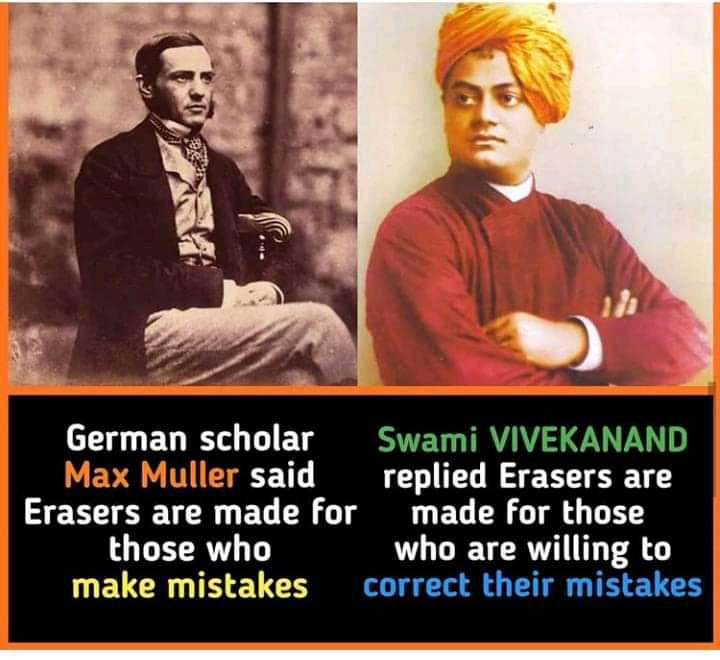 German scholar
Max Muller said
Erasers are made for
those who
make mistakes
Swami VIVEKANAND
replied Erasers are
made for those
who are willing to
correct their mistakes